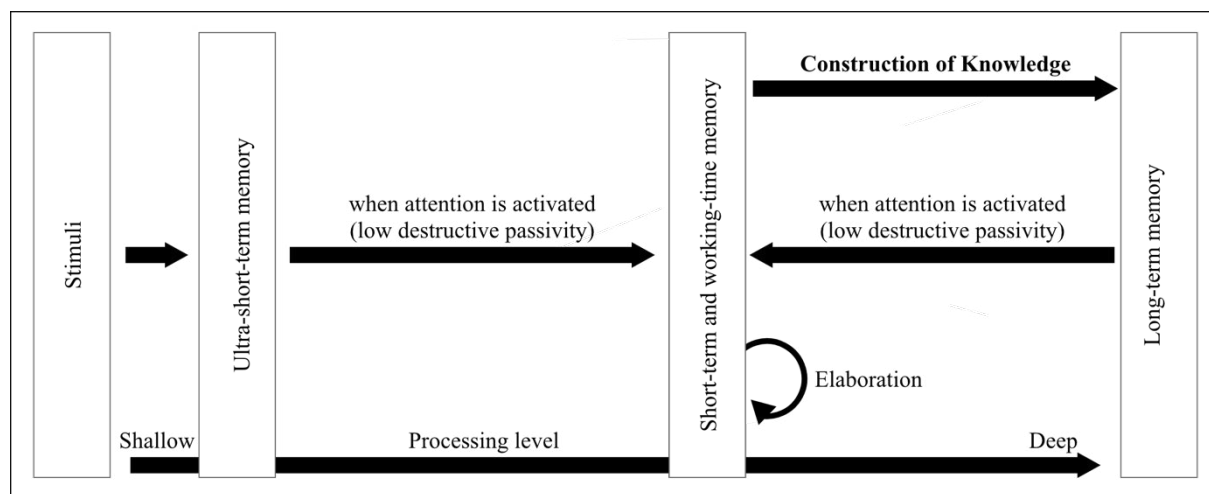 Stimuli
Ultra-short-term memory
when attention is activated
(low destructive passivity)
Short-term and working-time memory
Construction of Knowledge
when attention is activated
(low destructive passivity)
Elaboration
Long-term memory
Shallow
Processing level
Deep